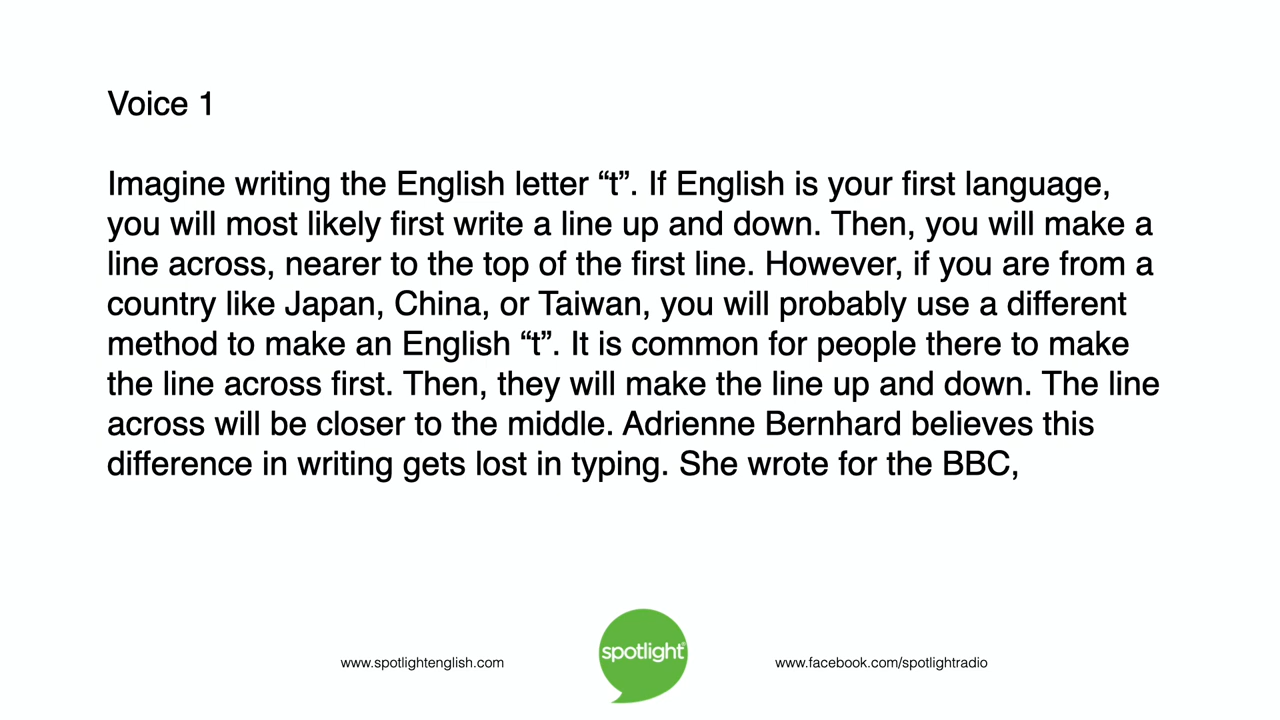 Voice 1
Imagine writing the English letter “t”. If English is your first language,
you will most likely first write a line up and down. Then, you will make a
line across, nearer to the top of the first line. However, if you are from a
country like Japan, China, or Taiwan, you will probably use a different
method to make an English “t”. It is common for people there to make
the line across first. Then, they will make the line up and down. The line
across will be closer to the middle. Adrienne Bernhard believes this
difference in writing gets lost in typing. She wrote for the BBC,
www.spotlightenglish.com
spotlight®
www.facebook.com/spotlightradio